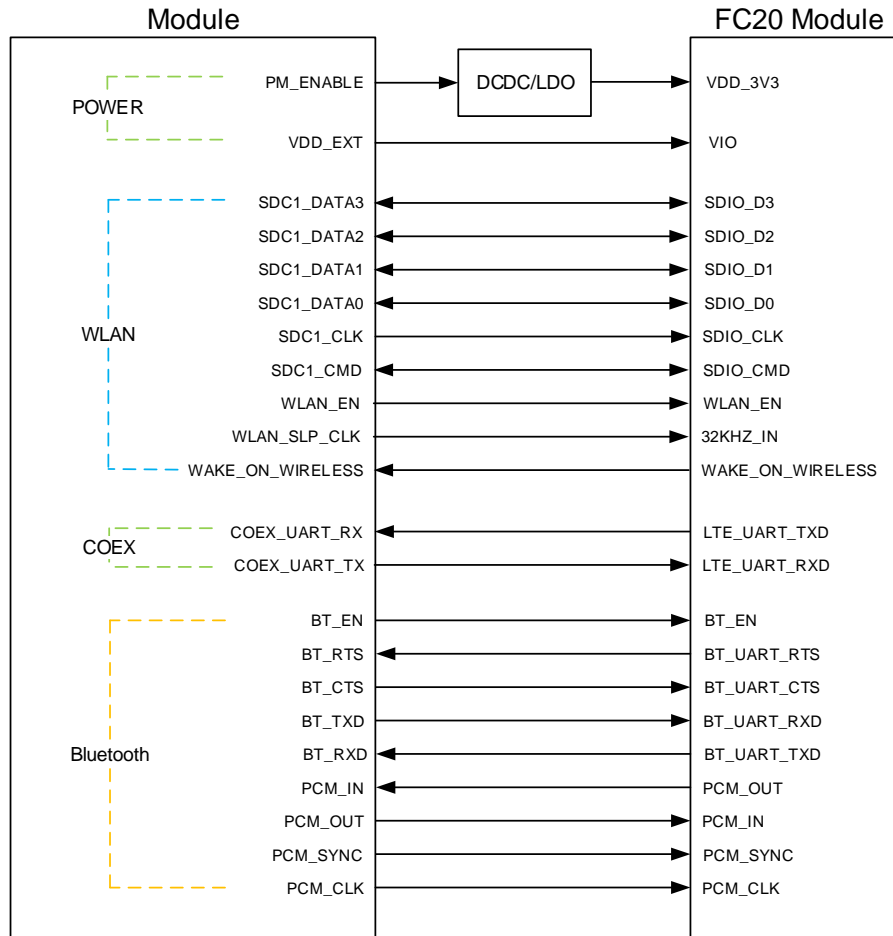 Module FC20 Module
POWER
PM_ENABLE DCDC/LDO VDD_3V3
VDD_EXT VIO
WLAN
SDC1_DATA3 SDIO_D3
SDC1_DATA2 SDIO_D2
SDC1_DATA1 SDIO_D1
SDC1_DATA0 SDIO_D0
SDC1_CLK SDIO_CLK
SDC1_CMD SDIO_CMD
WLAN_EN WLAN_EN
WLAN_SLP_CLK 32KHZ_IN
WAKE_ON_WIRELESS WAKE_ON_WIRELESS
COEX
COEX_UART_RX LTE_UART_TXD
COEX_UART_TX LTE_UART_RXD
Bluetooth
BT_EN BT_EN
BT_RTS BT_UART_RTS
BT_CTS BT_UART_CTS
BT_TXD BT_UART_RXD
BT_RXD BT_UART_TXD
PCM_IN PCM_OUT
PCM_OUT PCM_IN
PCM_SYNC PCM_SYNC
PCM_CLK PCM_CLK